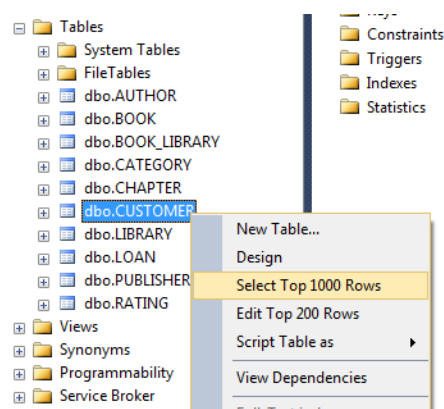 Tables
System Tables
FileTables
dbo.AUTHOR
dbo.BOOK
dbo.BOOK_LIBRARY
dbo.CATEGORY
dbo.CHAPTER
dbo.CUSTOMER
dbo.LIBRARY
dbo.LOAN
dbo.PUBLISHER
dbo.RATING
Views
Synonyms
Programmability
Service Broker
Constraints
Triggers
Indexes
Statistics
New Table...
Design
Select Top 1000 Rows
Edit Top 200 Rows
Script Table as
View Dependencies